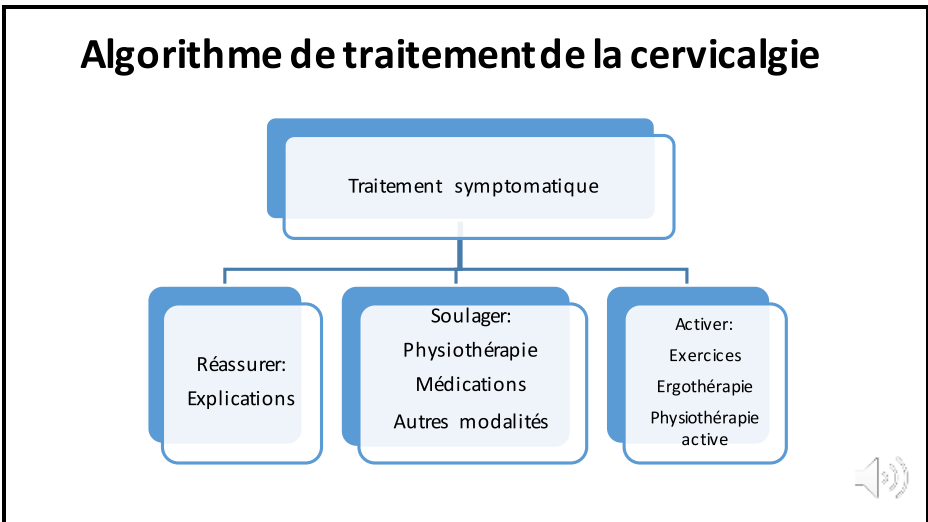 Algorithme de traitement de la cervicalgie
Traitement symptomatique
Réassurer:
Explications
Soulager:
Physiothérapie
Médications
Autres modalités
Activer:
Exercices
Ergothérapie
Physiothérapie
active